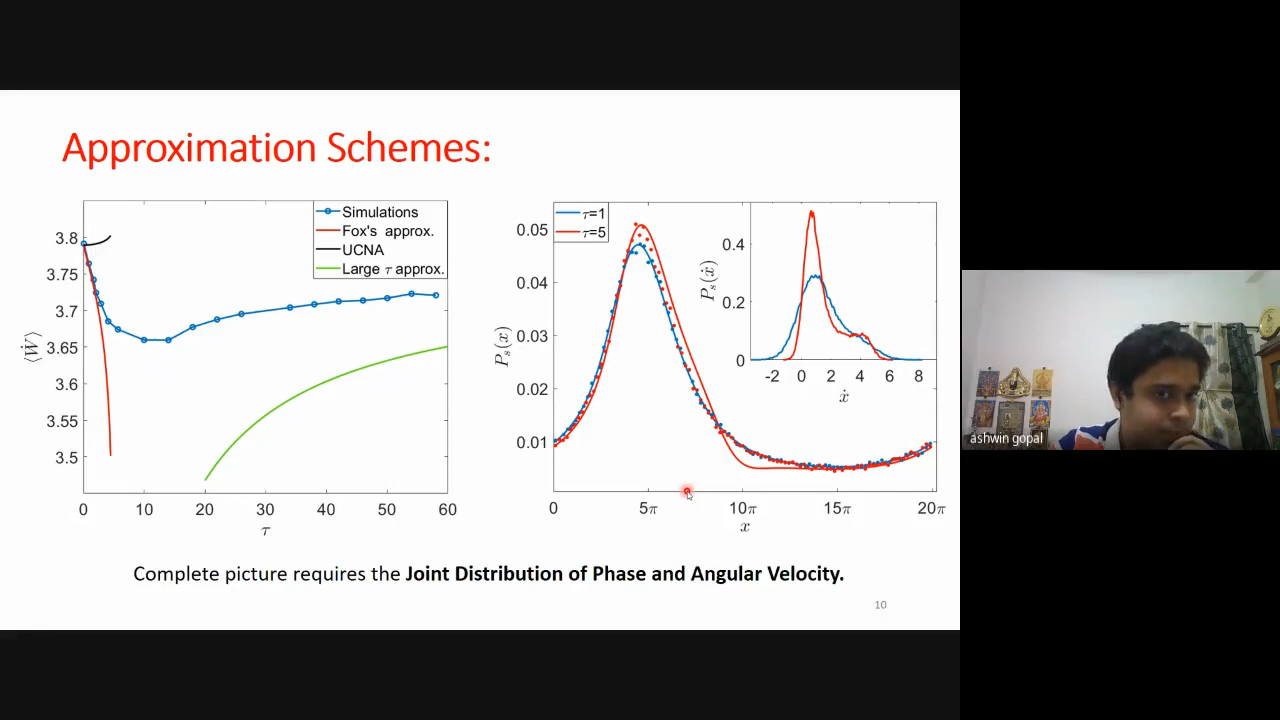 Approximation Schemes:
Simulations
Fox's approx.
UCNA
Large τ approx.
3.8
3.75
3.7
3.65
3.6
3.55
3.5
⟨Ẇ⟩
0 10 20 30 40 50 60
τ
τ=1
τ=5
0.05
0.04
0.03
0.02
0.01
Pₛ(x)
0 5π 10π 15π 20π
x
0.4
0.2
0
Pₛ(ẋ)
-2 0 2 4 6 8
ẋ
Complete picture requires the Joint Distribution of Phase and Angular Velocity.
10
ashwin gopal